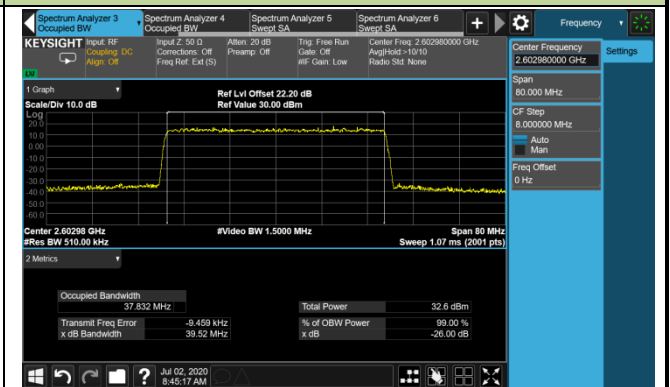 Spectrum Analyzer 3
Occupied BW
Spectrum Analyzer 4
Occupied BW
Spectrum Analyzer 5
Swept SA
Spectrum Analyzer 6
Swept SA
+
Frequency
KEYSIGHT
Input: RF
Coupling: DC
Align: Off
Input Z: 50 Ω
Corrections: Off
Freq Ref: Ext (S)
Atten: 20 dB
Preamp: Off
Trig: Free Run
Gate: Off
#IF Gain: Low
Center Freq: 2.602980000 GHz
Avg|Hold:>10/10
Radio Std: None
LXI
Center Frequency
2.602980000 GHz
Settings
Span
80.000 MHz
CF Step
8.000000 MHz
Auto
Man
Freq Offset
0 Hz
1 Graph
Scale/Div 10.0 dB
Ref Lvl Offset 22.20 dB
Ref Value 30.00 dBm
Log
20.0
10.0
0.00
-10.0
-20.0
-30.0
-40.0
-50.0
-60.0
Center 2.60298 GHz
#Video BW 1.5000 MHz
Span 80 MHz
#Res BW 510.00 kHz
Sweep 1.07 ms (2001 pts)
2 Metrics
Occupied Bandwidth
37.832 MHz
Total Power
32.6 dBm
Transmit Freq Error
-9.459 kHz
% of OBW Power
99.00 %
x dB Bandwidth
39.52 MHz
x dB
-26.00 dB
?
Jul 02, 2020
8:45:17 AM